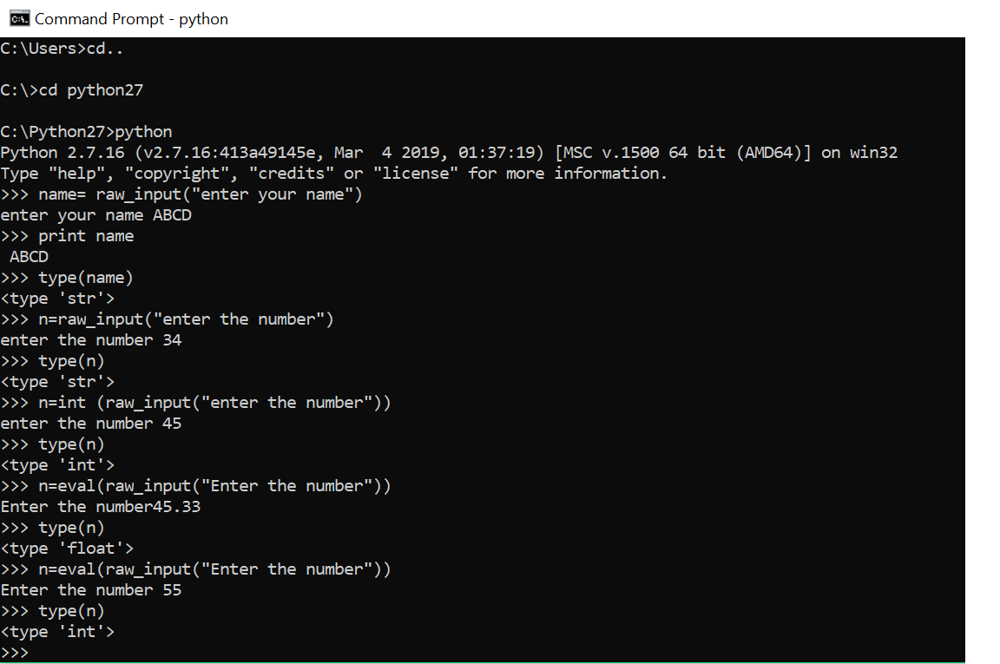 Command Prompt - python
C:\Users>cd..
C:\>cd python27
C:\Python27>python
Python 2.7.16 (v2.7.16:413a49145e, Mar  4 2019, 01:37:19) [MSC v.1500 64 bit (AMD64)] on win32
Type "help", "copyright", "credits" or "license" for more information.
>>> name= raw_input("enter your name")
enter your name ABCD
>>> print name
 ABCD
>>> type(name)
<type 'str'>
>>> n=raw_input("enter the number")
enter the number 34
>>> type(n)
<type 'str'>
>>> n=int (raw_input("enter the number"))
enter the number 45
>>> type(n)
<type 'int'>
>>> n=eval(raw_input("Enter the number"))
Enter the number45.33
>>> type(n)
<type 'float'>
>>> n=eval(raw_input("Enter the number"))
Enter the number 55
>>> type(n)
<type 'int'>
>>>